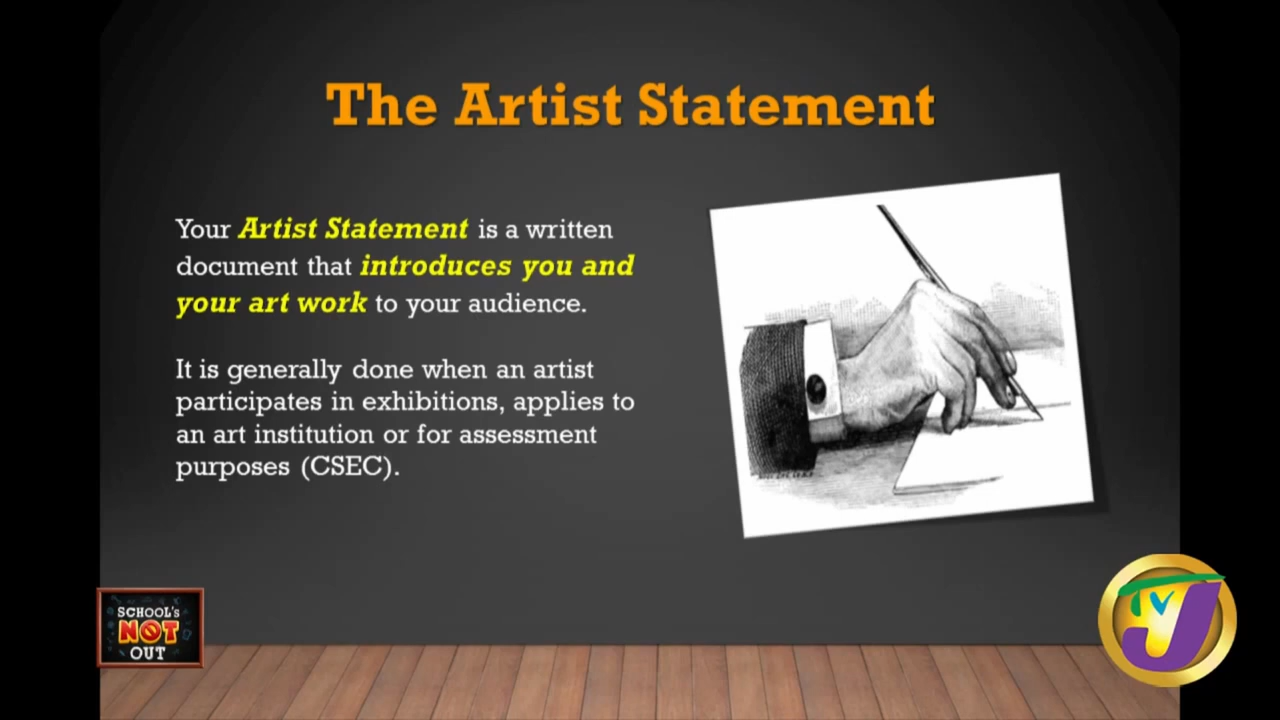 The Artist Statement
Your Artist Statement is a written
document that introduces you and
your art work to your audience.
It is generally done when an artist
participates in exhibitions, applies to
an art institution or for assessment
purposes (CSEC).
SCHOOL's
NOT
OUT
TVJ